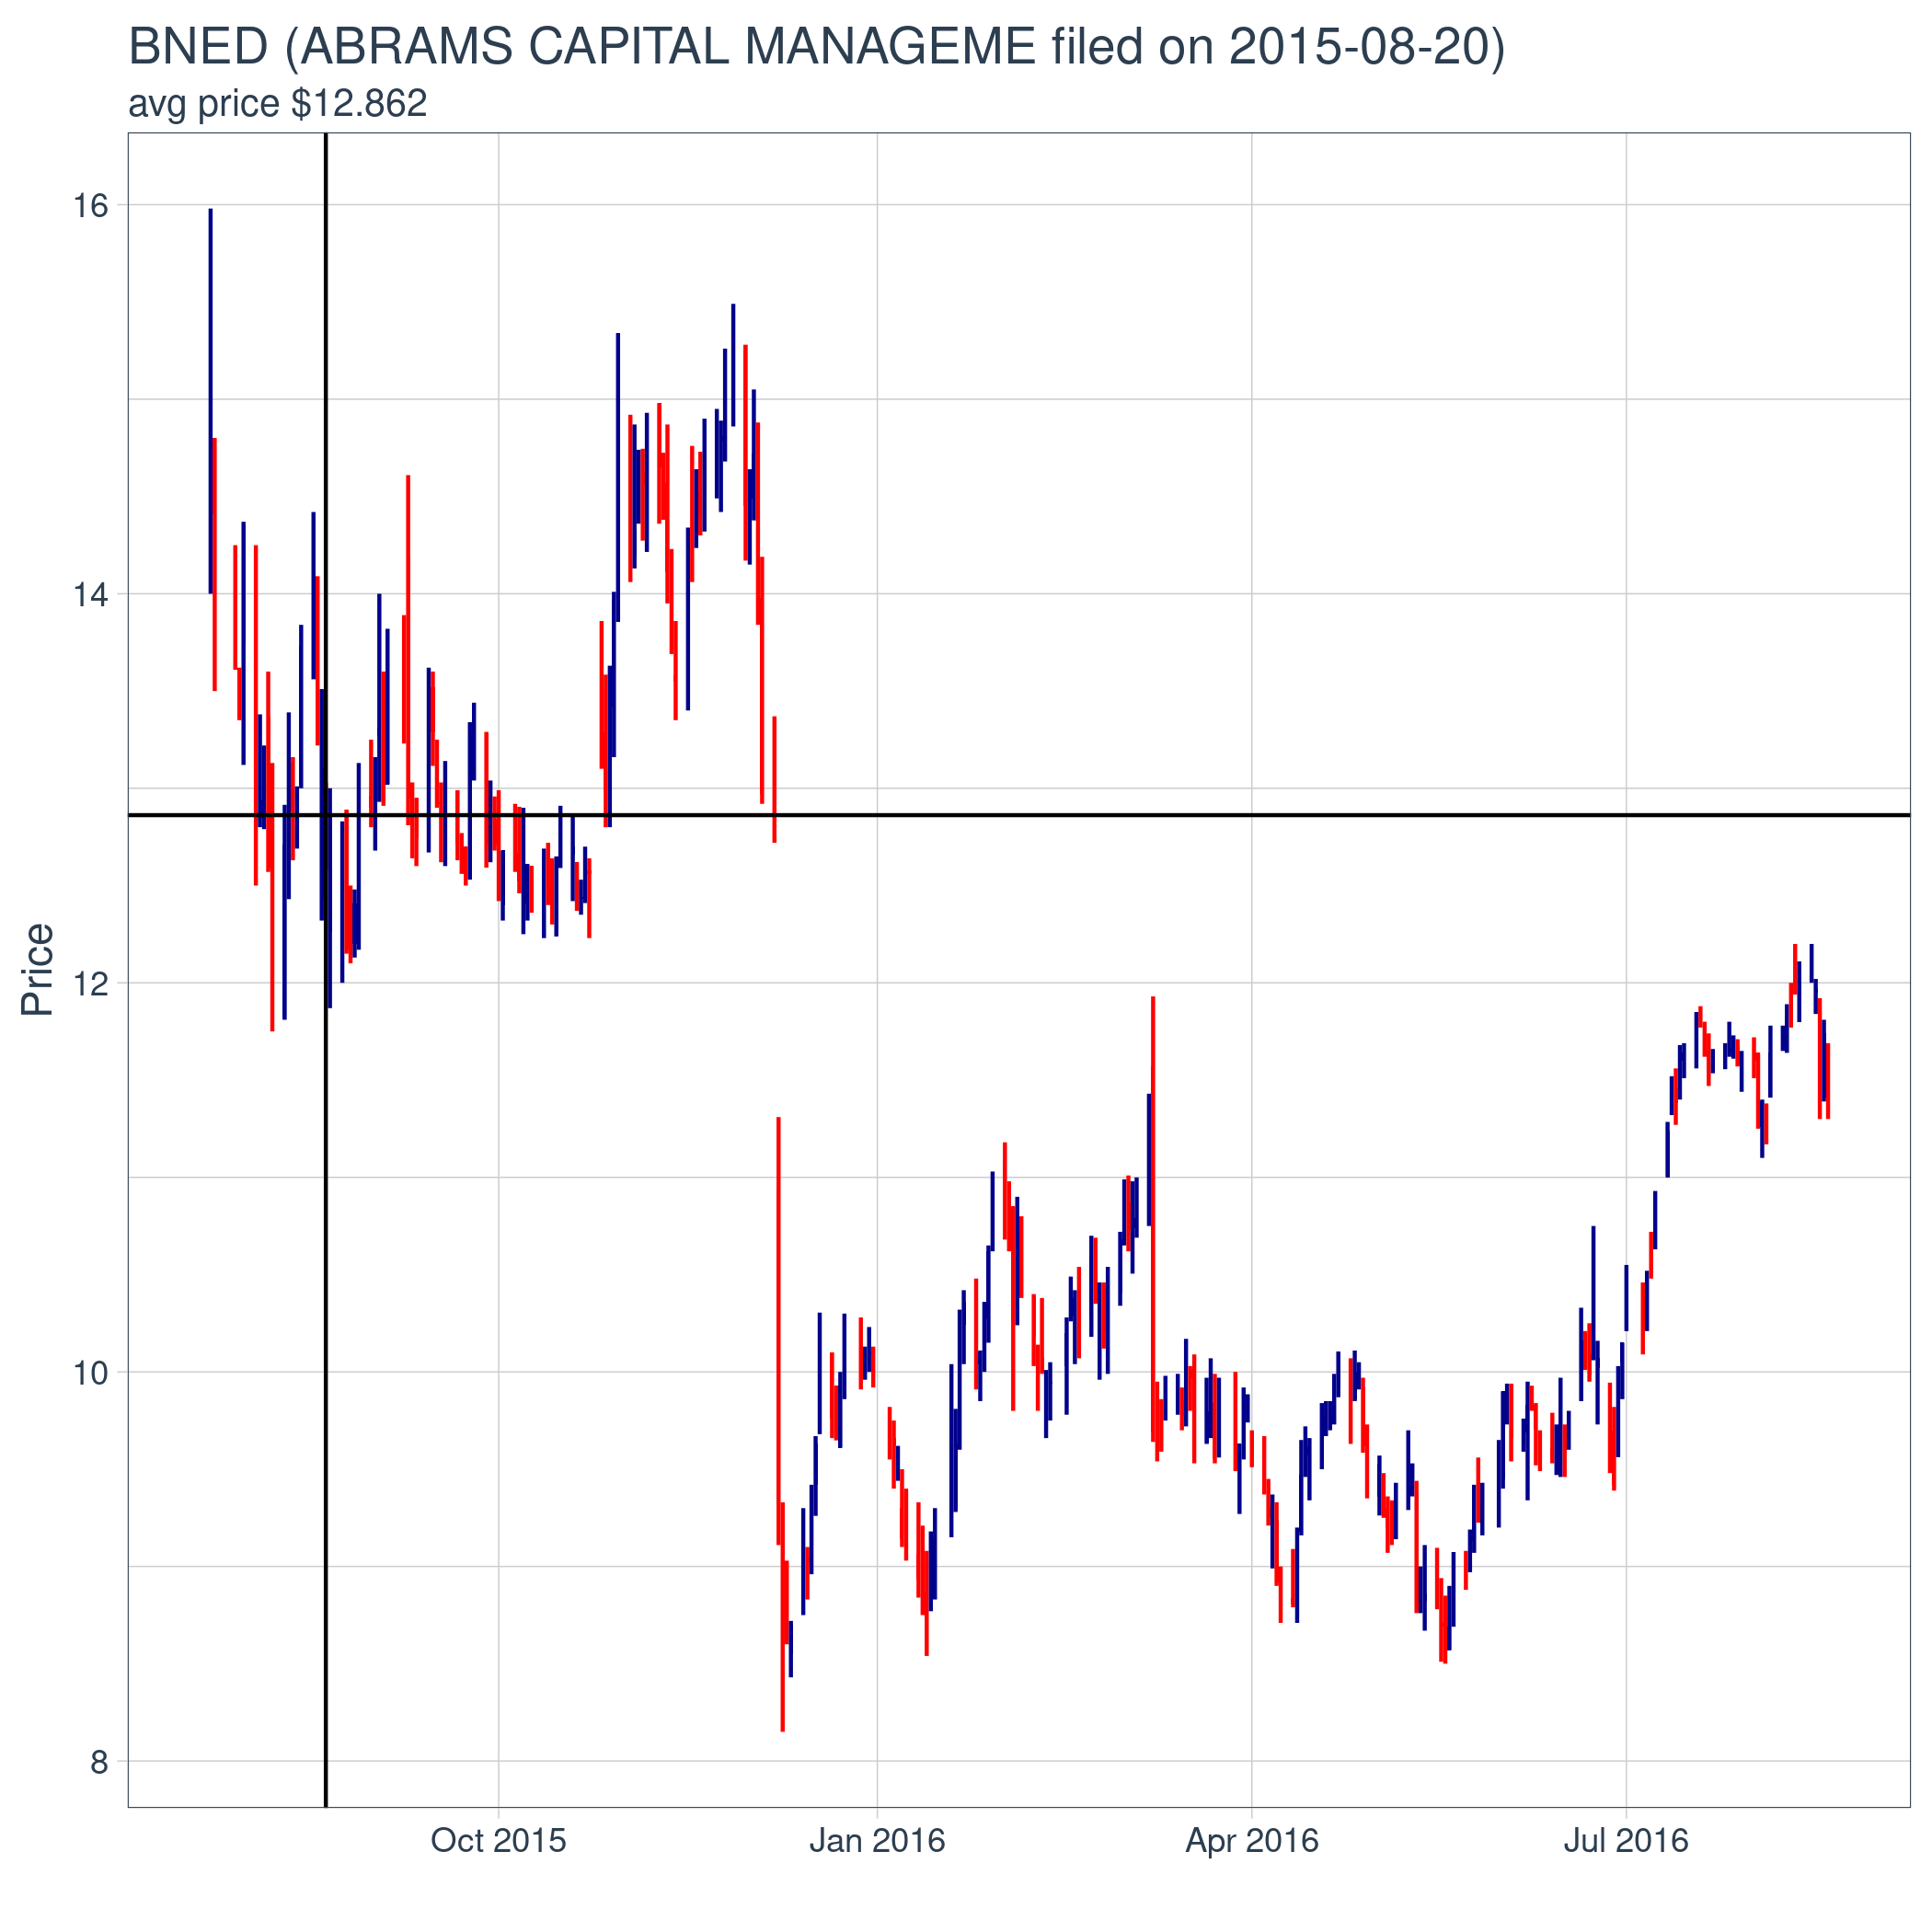 BNED (ABRAMS CAPITAL MANAGEME filed on 2015-08-20)
avg price $12.862
16
14
12
10
8
Price
Oct 2015
Jan 2016
Apr 2016
Jul 2016